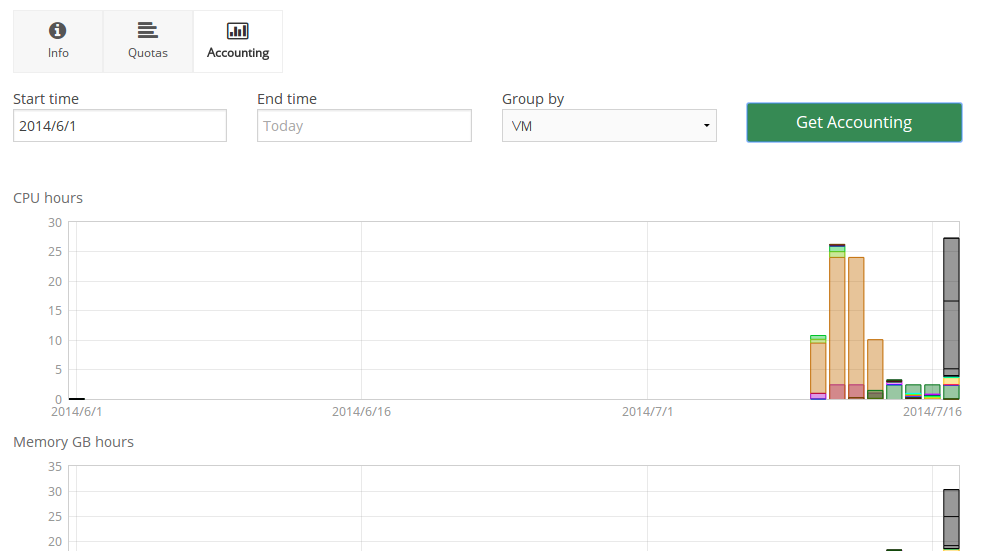 Info Quotas Accounting
Start time End time Group by
2014/6/1 Today VM Get Accounting
CPU hours
30
25
20
15
10
5
0
2014/6/1 2014/6/16 2014/7/1 2014/7/16
Memory GB hours
35
30
25
20